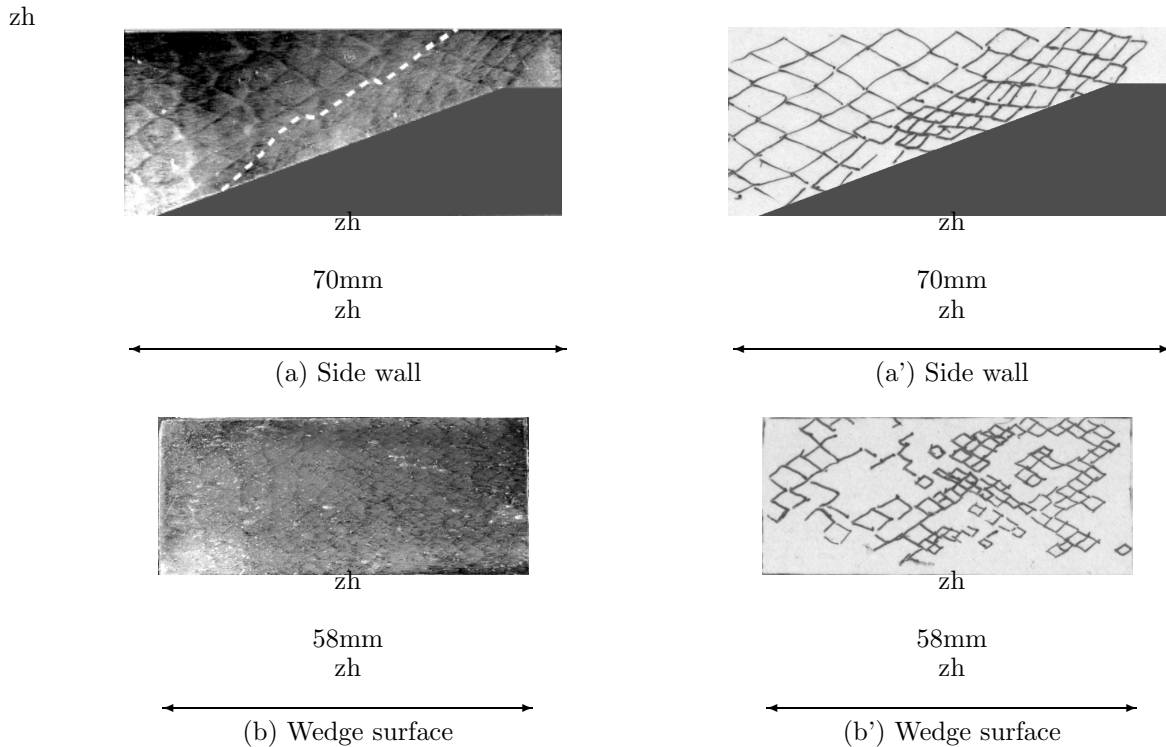 zh
zh zh
70mm 70mm
zh zh
(a) Side wall (a') Side wall
zh zh
58mm 58mm
zh zh
(b) Wedge surface (b') Wedge surface